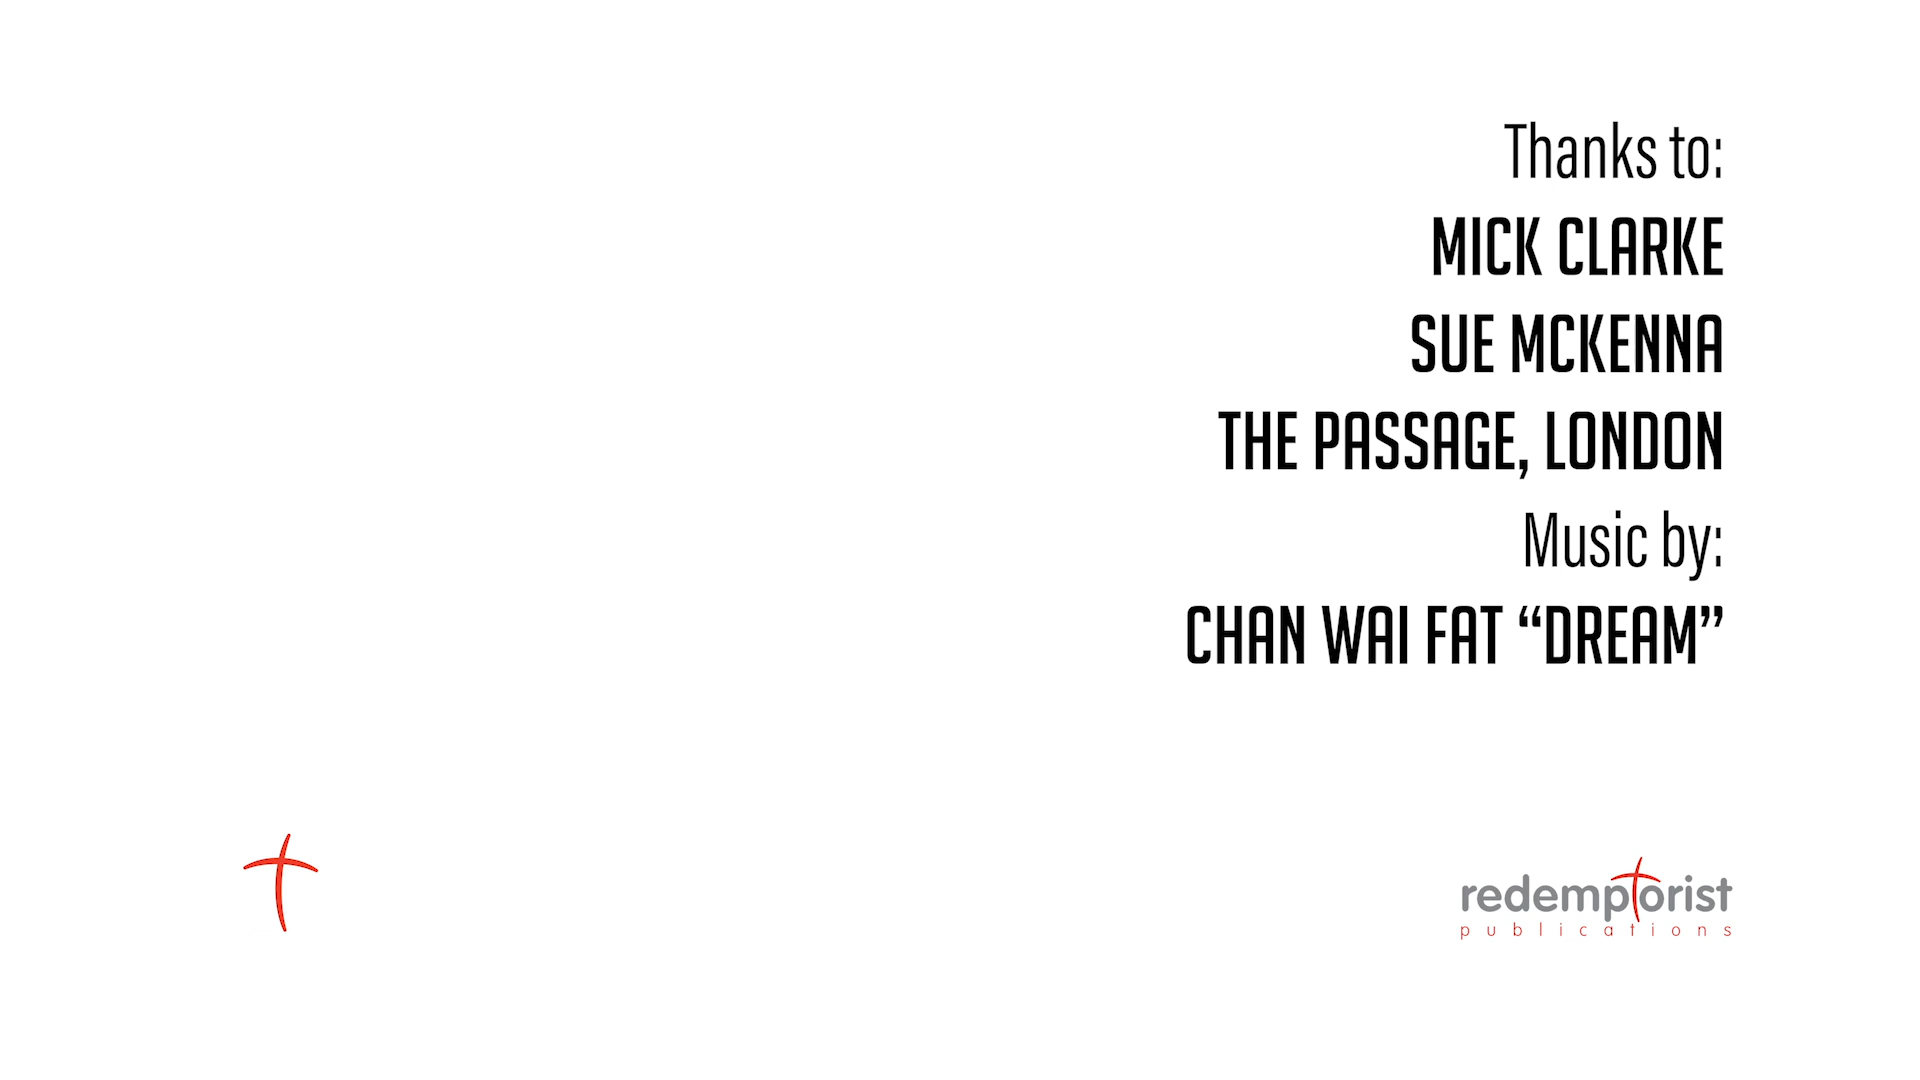 Thanks to:
MICK CLARKE
SUE MCKENNA
THE PASSAGE, LONDON
Music by:
CHAN WAI FAT “DREAM”
redemptorist
publications